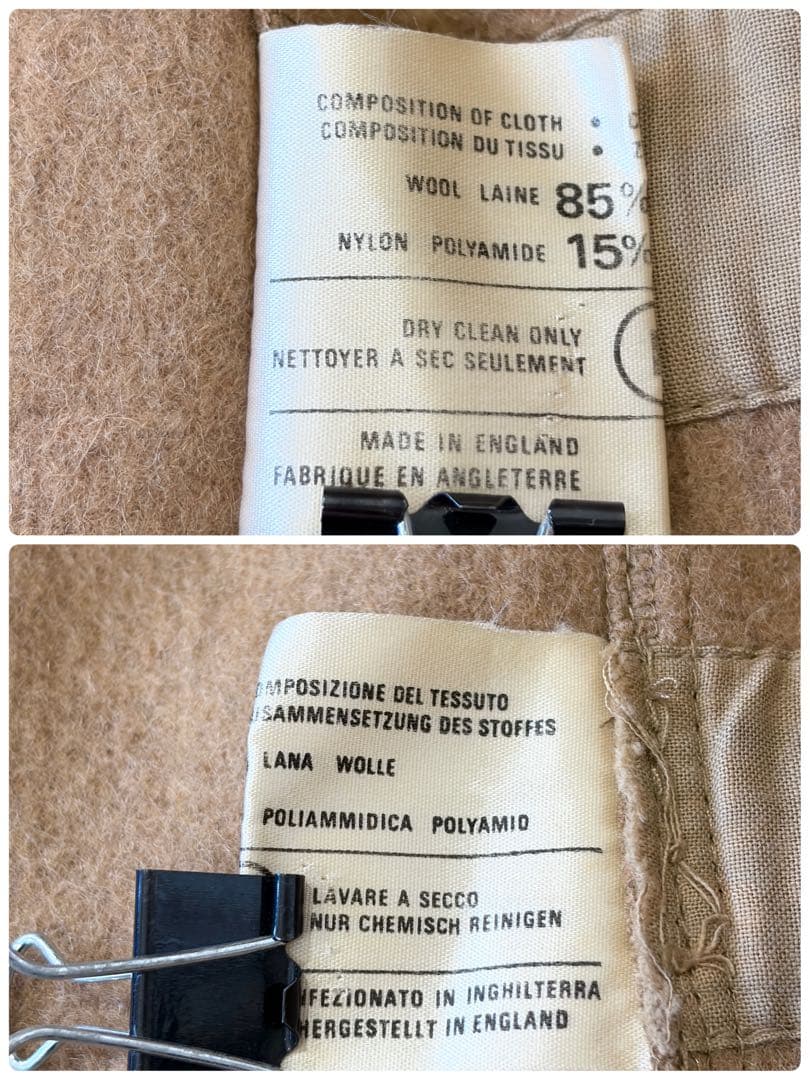 COMPOSITION OF CLOTH •
COMPOSITION DU TISSU •
WOOL LAINE 85%
NYLON POLYAMIDE 15%
DRY CLEAN ONLY
NETTOYER A SEC SEULEMENT
MADE IN ENGLAND
FABRIQUE EN ANGLETERRE
OMPOSIZIONE DEL TESSUTO
USAMMENSETZUNG DES STOFFES
LANA WOLLE
POLIAMMIDICA POLYAMID
LAVARE A SECCO
NUR CHEMISCH REINIGEN
NFEZIONATO IN INGHILTERRA
HERGESTELLT IN ENGLAND